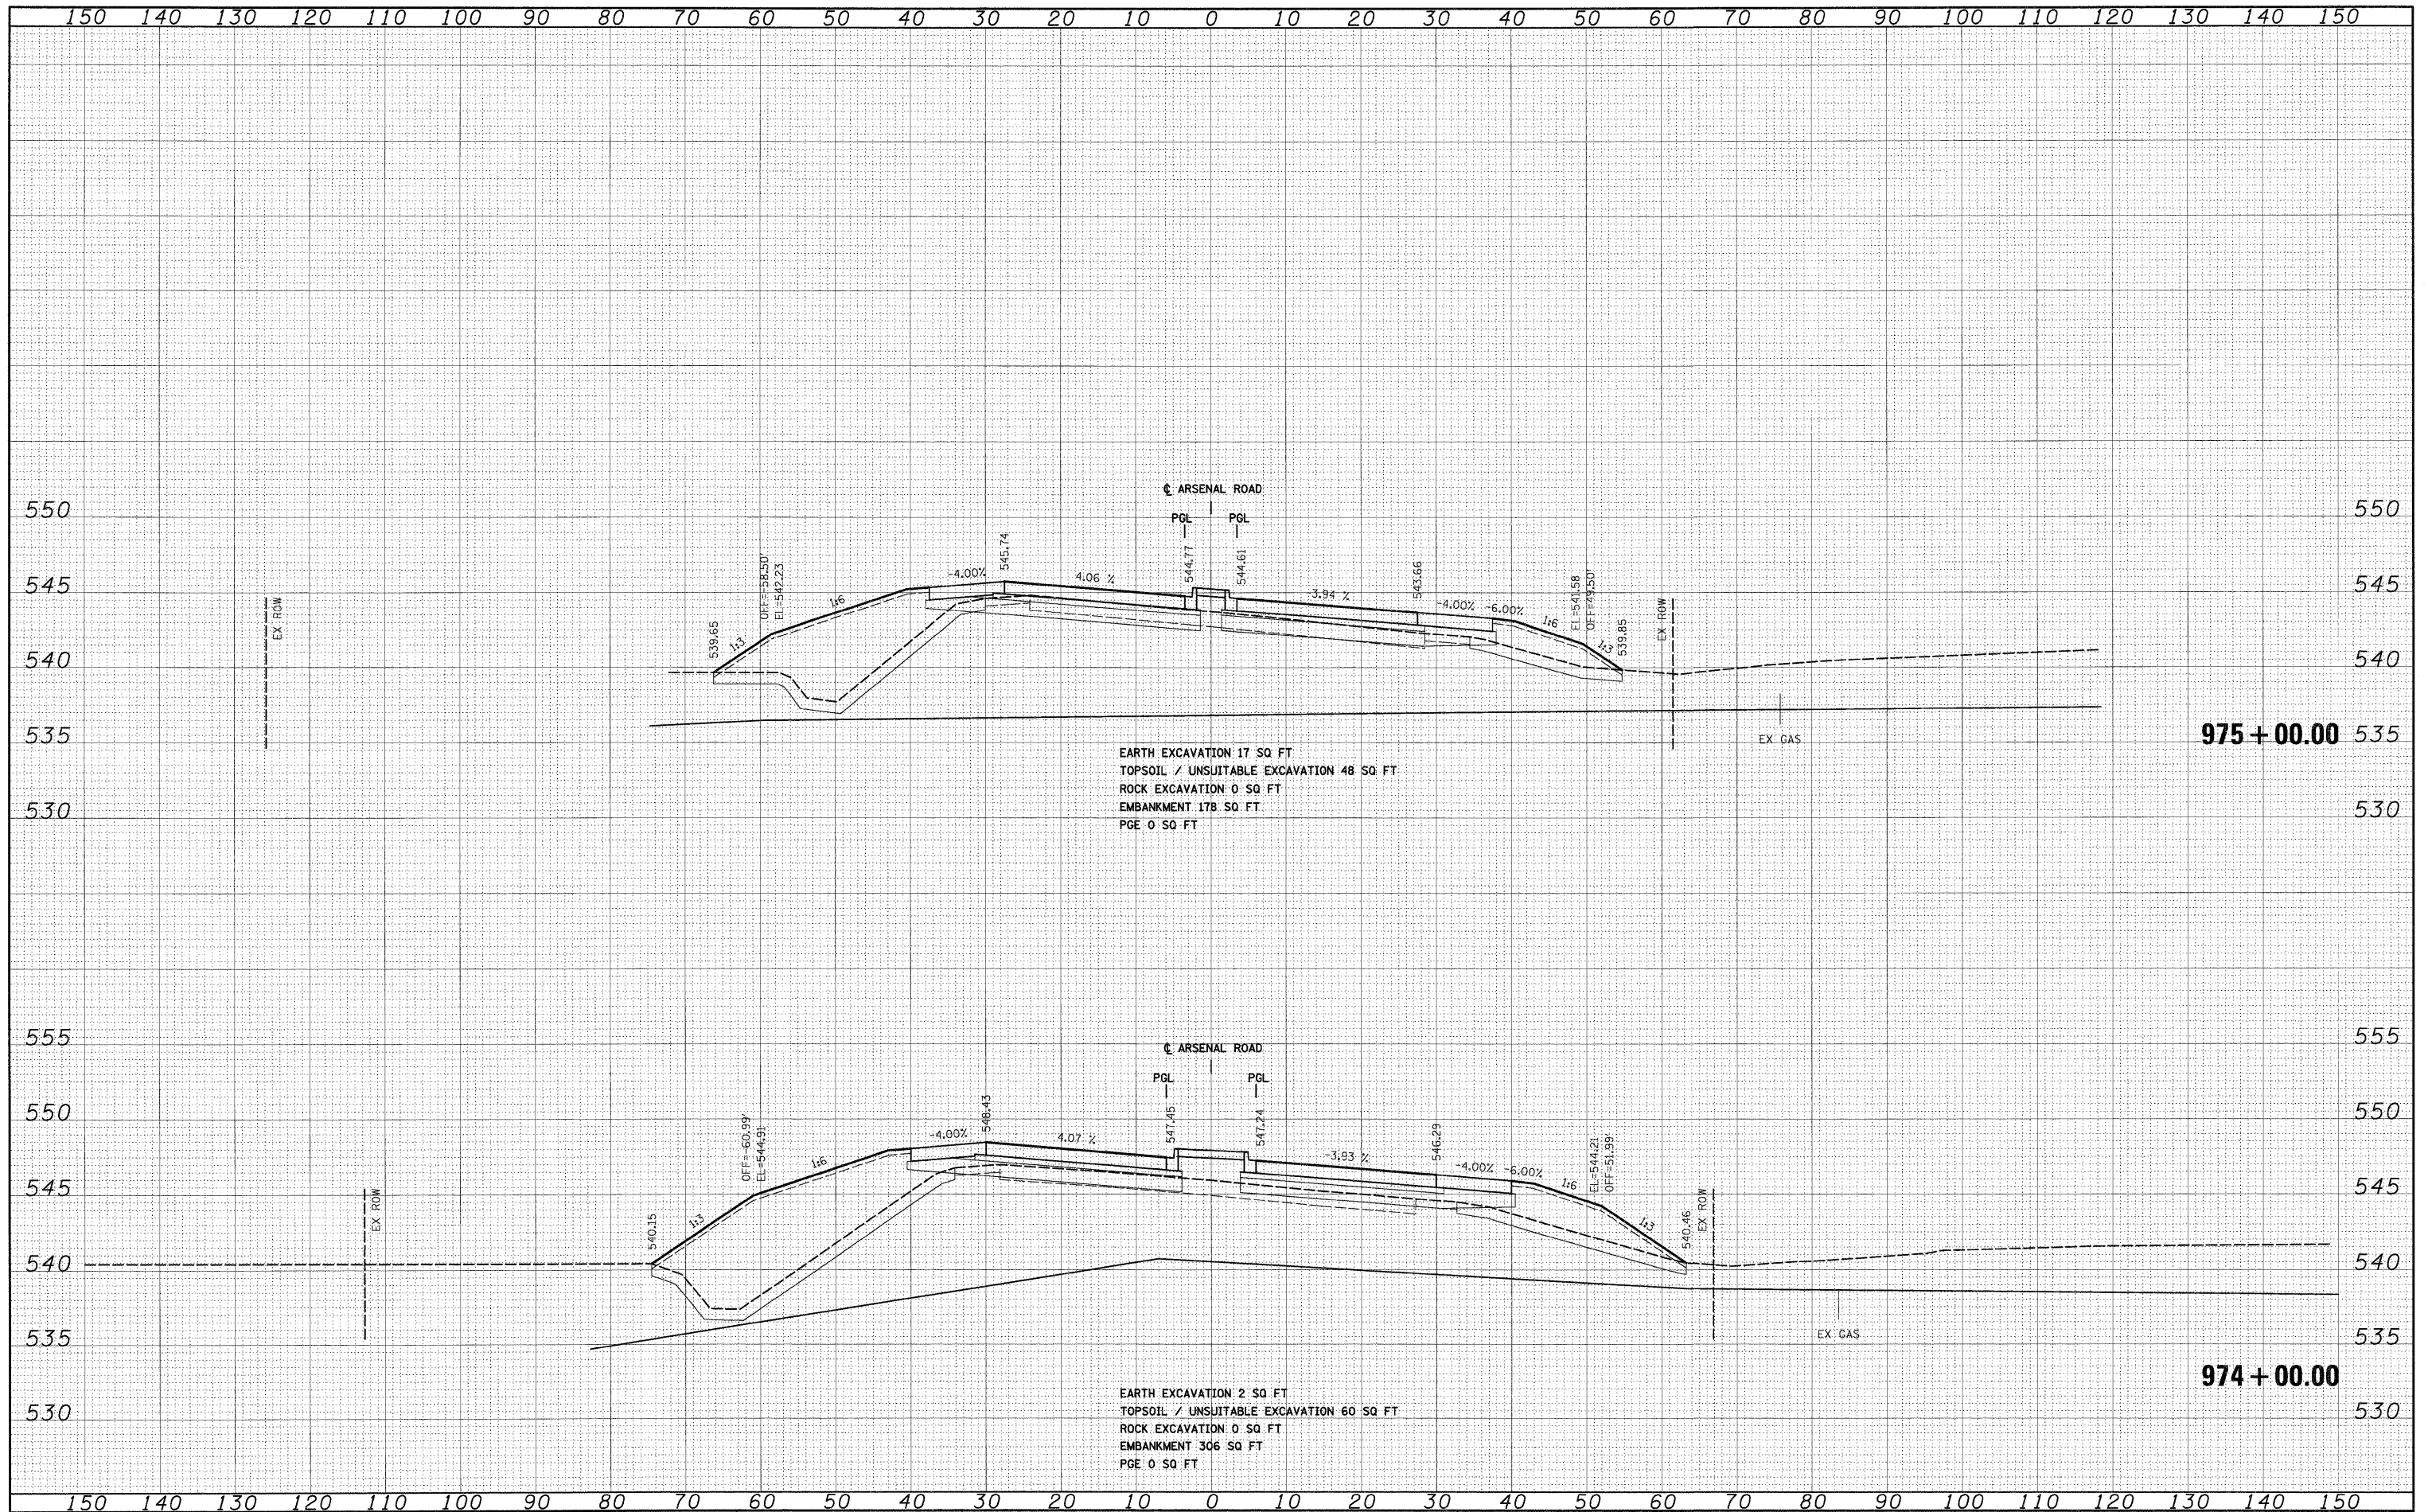 150 140 130 120 110 100 90 80 70 60 50 40 30 20 10 0 10 20 30 40 50 60 70 80 90 100 110 120 130 140 150
℄ ARSENAL ROAD
550 PGL PGL 550
OFF=-58.50'
EL=542.23
539.65
1:3
1:6
-4.00%
545.74
4.06 %
544.77
544.61
-3.94 %
543.66
-4.00% -6.00%
1:6
EL=541.58
OFF=49.50'
1:3
539.85
545 545
EX ROW EX ROW
540 540
535 EX GAS 975+00.00 535
EARTH EXCAVATION 17 SQ FT
TOPSOIL / UNSUITABLE EXCAVATION 48 SQ FT
ROCK EXCAVATION 0 SQ FT
EMBANKMENT 178 SQ FT
PGE 0 SQ FT
530 530
555 555
℄ ARSENAL ROAD
PGL PGL
550 550
540.15
1:3
OFF=-60.99'
EL=544.91
1:6
-4.00%
548.43
4.07 %
547.45
547.24
-3.93 %
546.29
-4.00% -6.00%
1:6
EL=544.21
OFF=51.99'
1:3
540.46
545 545
EX ROW EX ROW
540 540
535 EX GAS 535
974+00.00
EARTH EXCAVATION 2 SQ FT
TOPSOIL / UNSUITABLE EXCAVATION 60 SQ FT
ROCK EXCAVATION 0 SQ FT
EMBANKMENT 306 SQ FT
PGE 0 SQ FT
530 530
150 140 130 120 110 100 90 80 70 60 50 40 30 20 10 0 10 20 30 40 50 60 70 80 90 100 110 120 130 140 150